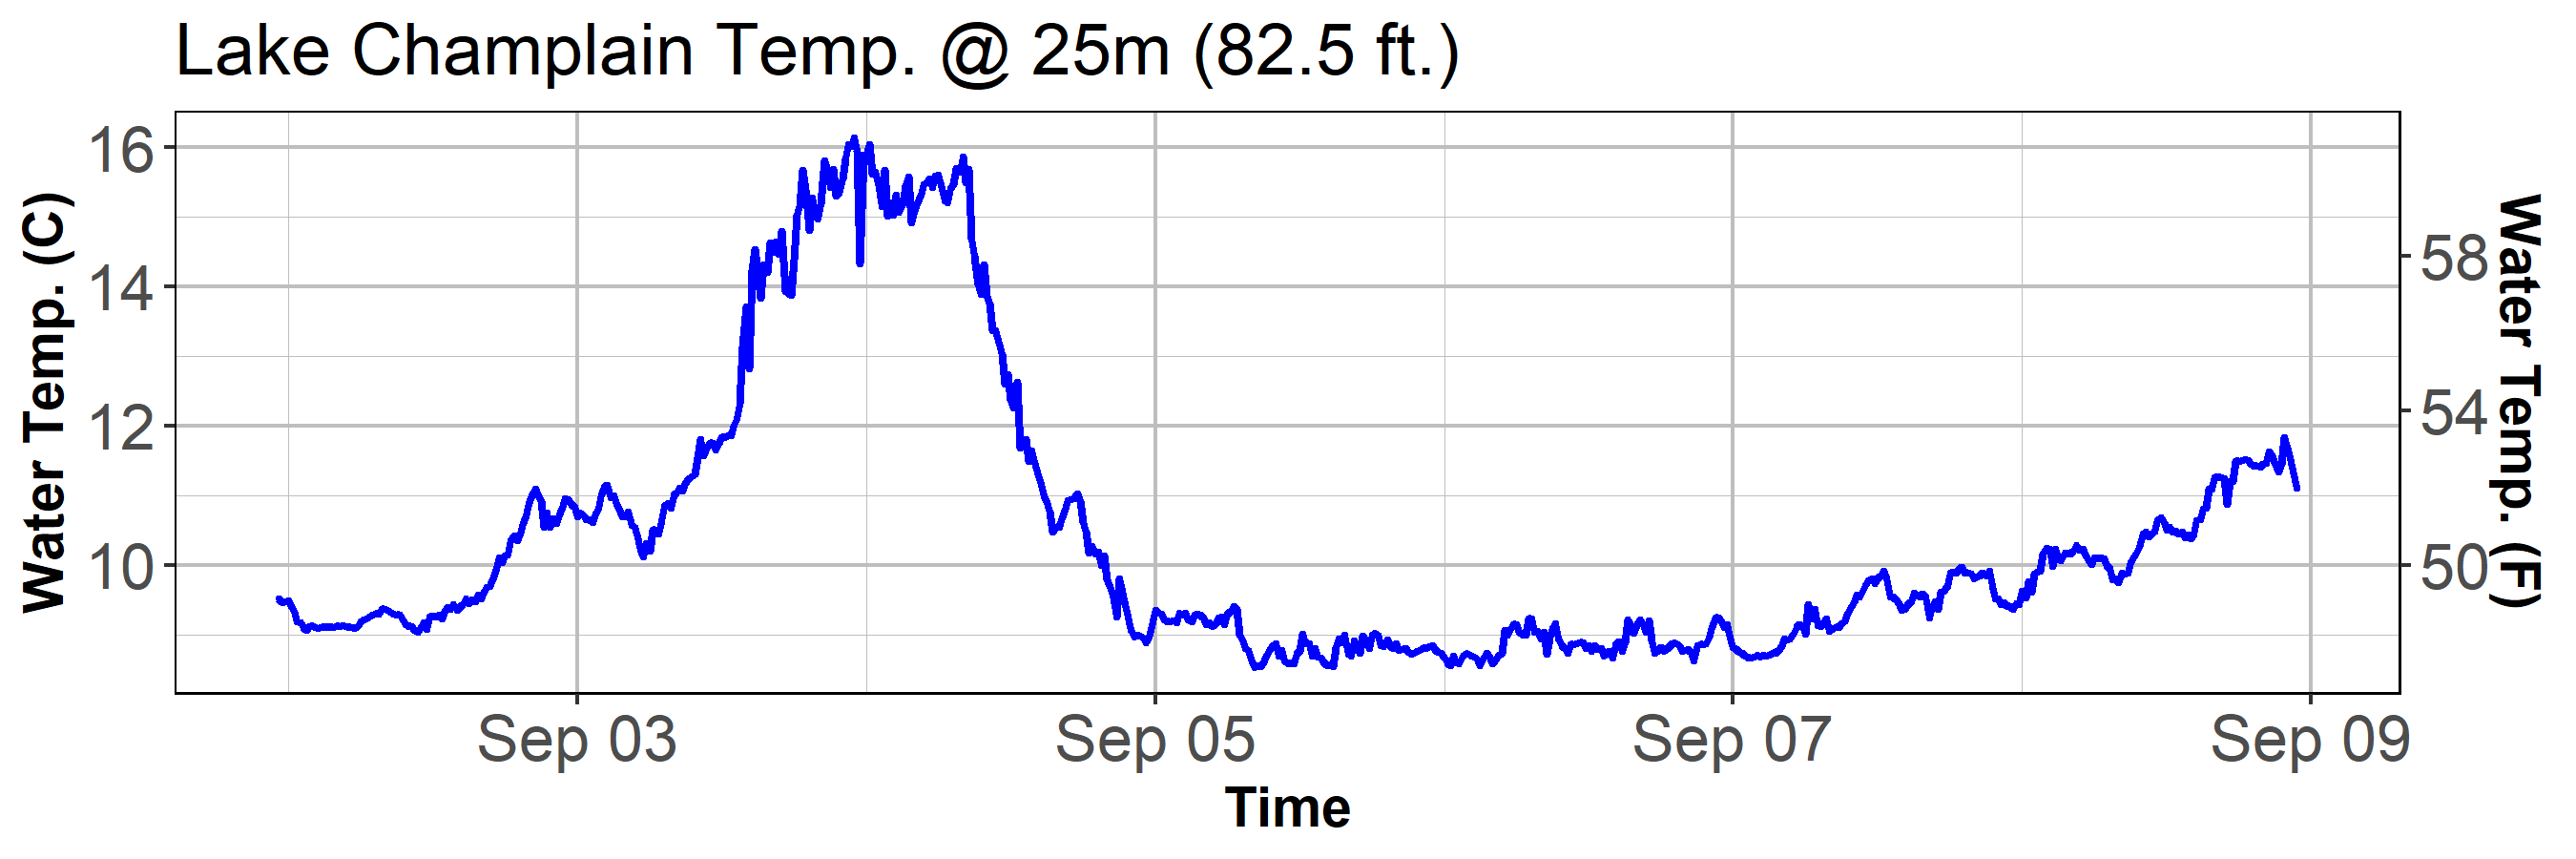 Lake Champlain Temp. @ 25m (82.5 ft.)
Water Temp. (C)
16
14
12
10
58
54
50
Water Temp. (F)
Sep 03 Sep 05 Sep 07 Sep 09
Time